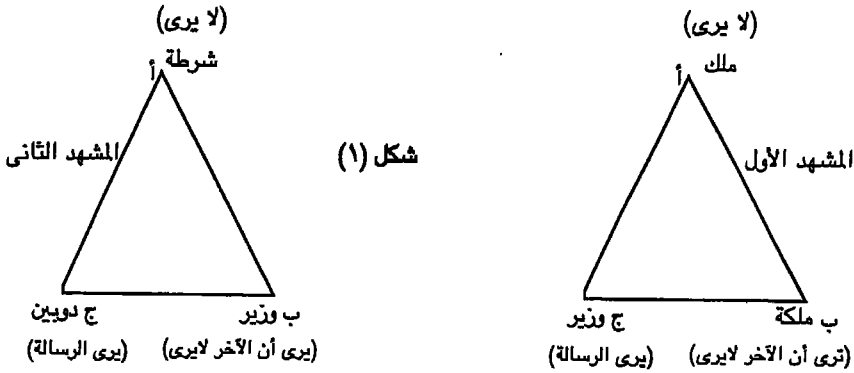 (لا يرى)
ملك
أ
المشهد الأول
ب ملكة
ج وزير
(ترى أن الآخر لايرى)
(يرى الرسالة)
شكل (١)
(لا يرى)
شرطة
أ
المشهد الثانى
ب وزير
ج دوبين
(يرى أن الآخر لايرى)
(يرى الرسالة)